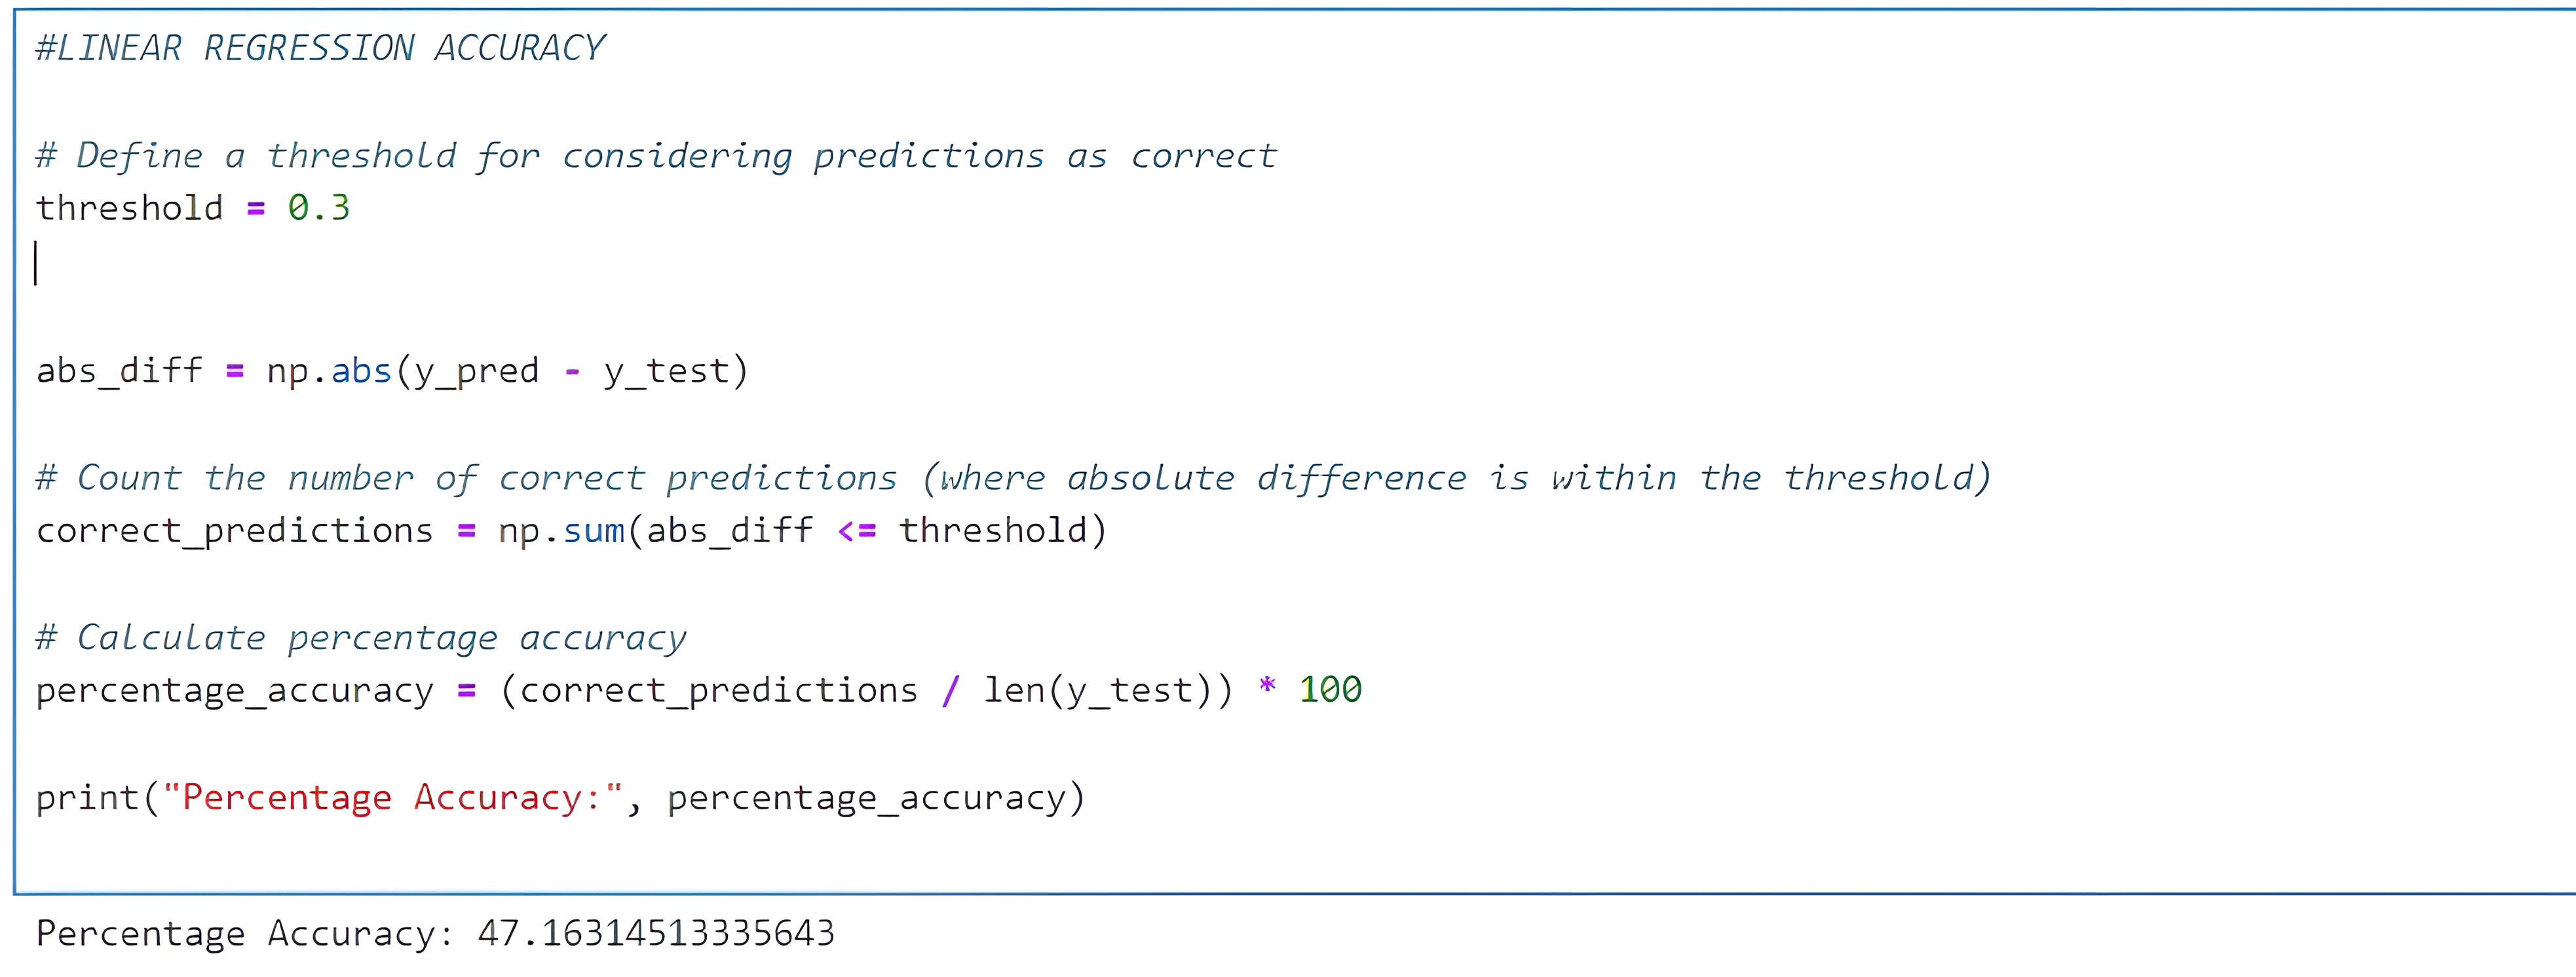 #LINEAR REGRESSION ACCURACY
# Define a threshold for considering predictions as correct
threshold = 0.3
abs_diff = np.abs(y_pred - y_test)
# Count the number of correct predictions (where absolute difference is within the threshold)
correct_predictions = np.sum(abs_diff <= threshold)
# Calculate percentage accuracy
percentage_accuracy = (correct_predictions / len(y_test)) * 100
print("Percentage Accuracy:", percentage_accuracy)
Percentage Accuracy: 47.16314513335643